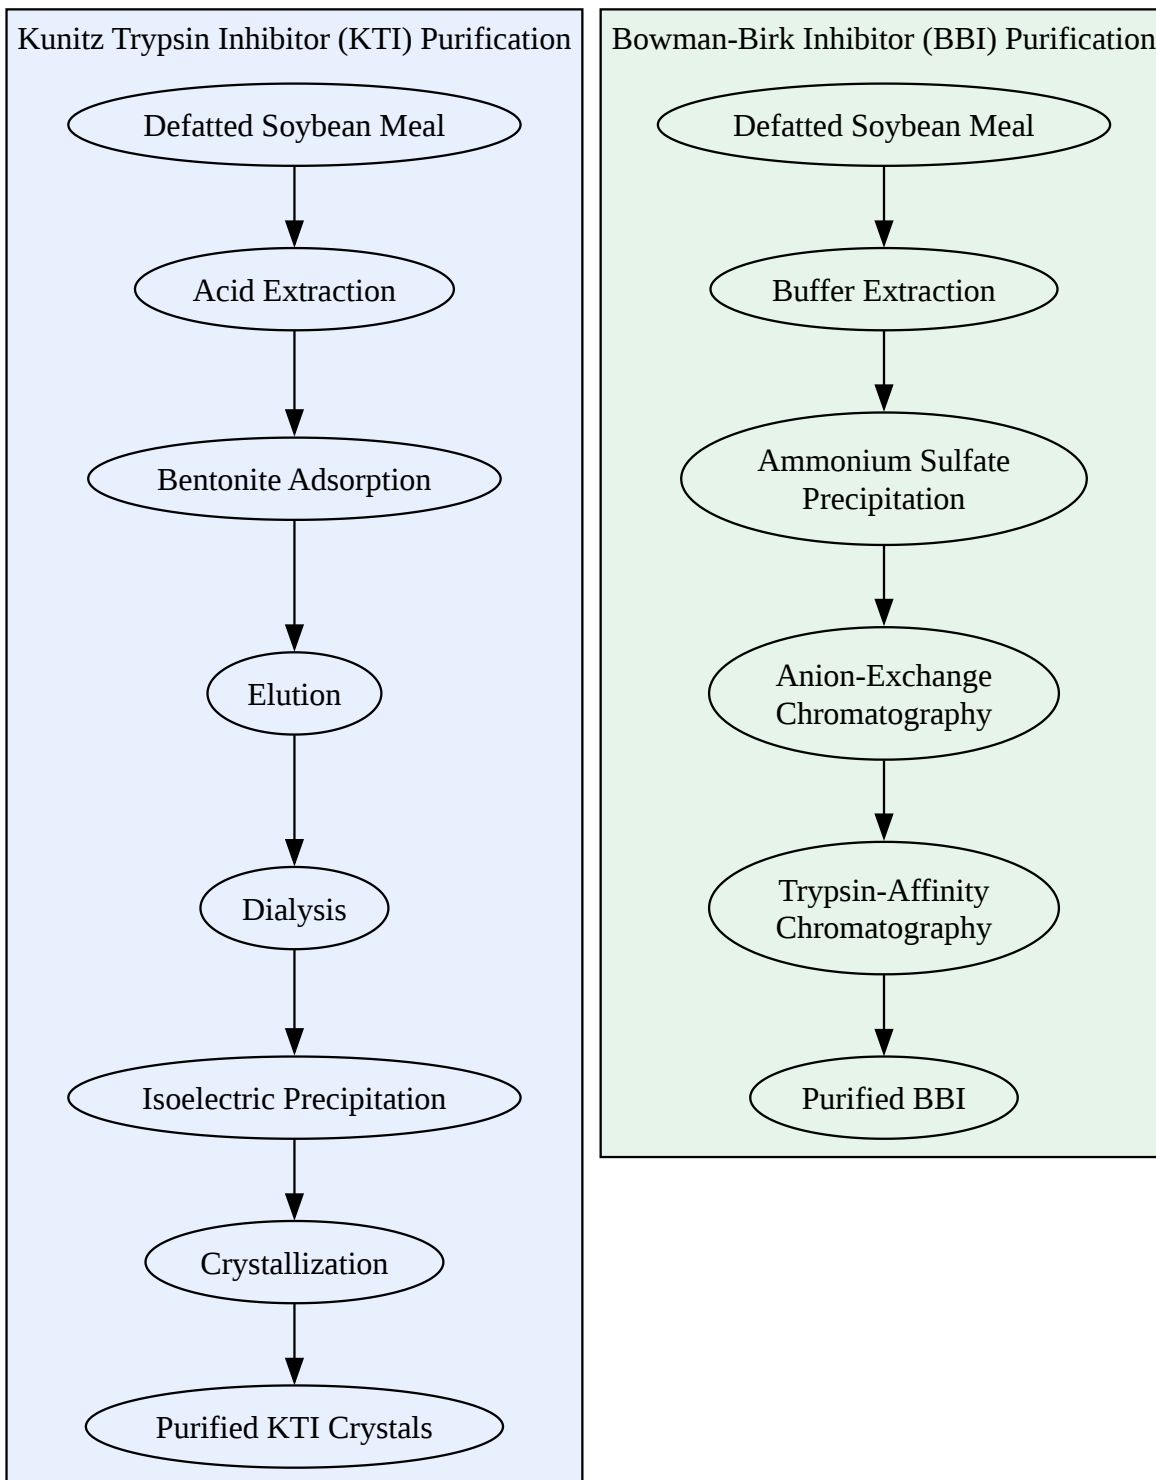 Kunitz Trypsin Inhibitor (KTI) Purification
Defatted Soybean Meal
Acid Extraction
Bentonite Adsorption
Elution
Dialysis
Isoelectric Precipitation
Crystallization
Purified KTI Crystals
Bowman-Birk Inhibitor (BBI) Purification
Defatted Soybean Meal
Buffer Extraction
Ammonium Sulfate
Precipitation
Anion-Exchange
Chromatography
Trypsin-Affinity
Chromatography
Purified BBI